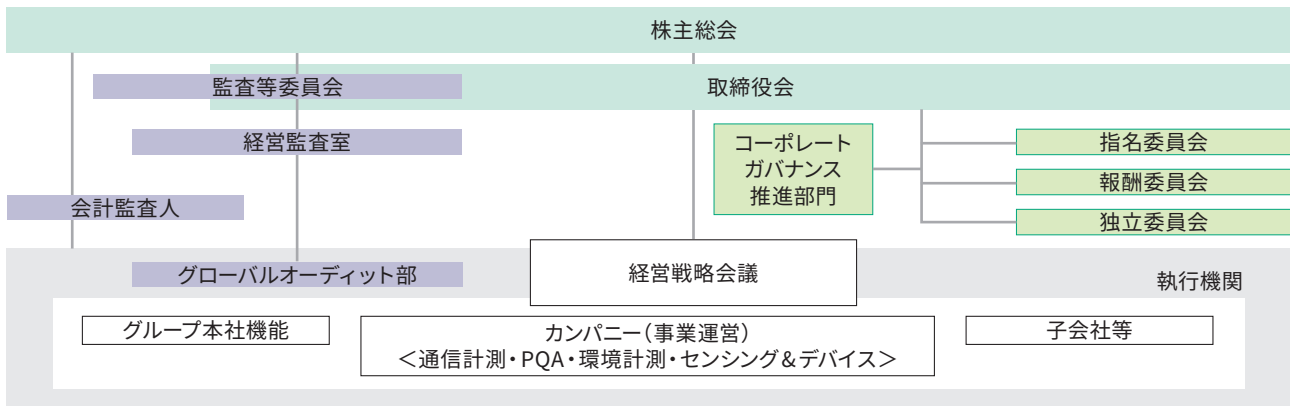 株主総会
監査等委員会
取締役会
経営監査室
コーポレート
ガバナンス
推進部門
指名委員会
報酬委員会
会計監査人
独立委員会
グローバルオーディット部
経営戦略会議
執行機関
グループ本社機能
カンパニー（事業運営）
＜通信計測・PQA・環境計測・センシング＆デバイス＞
子会社等